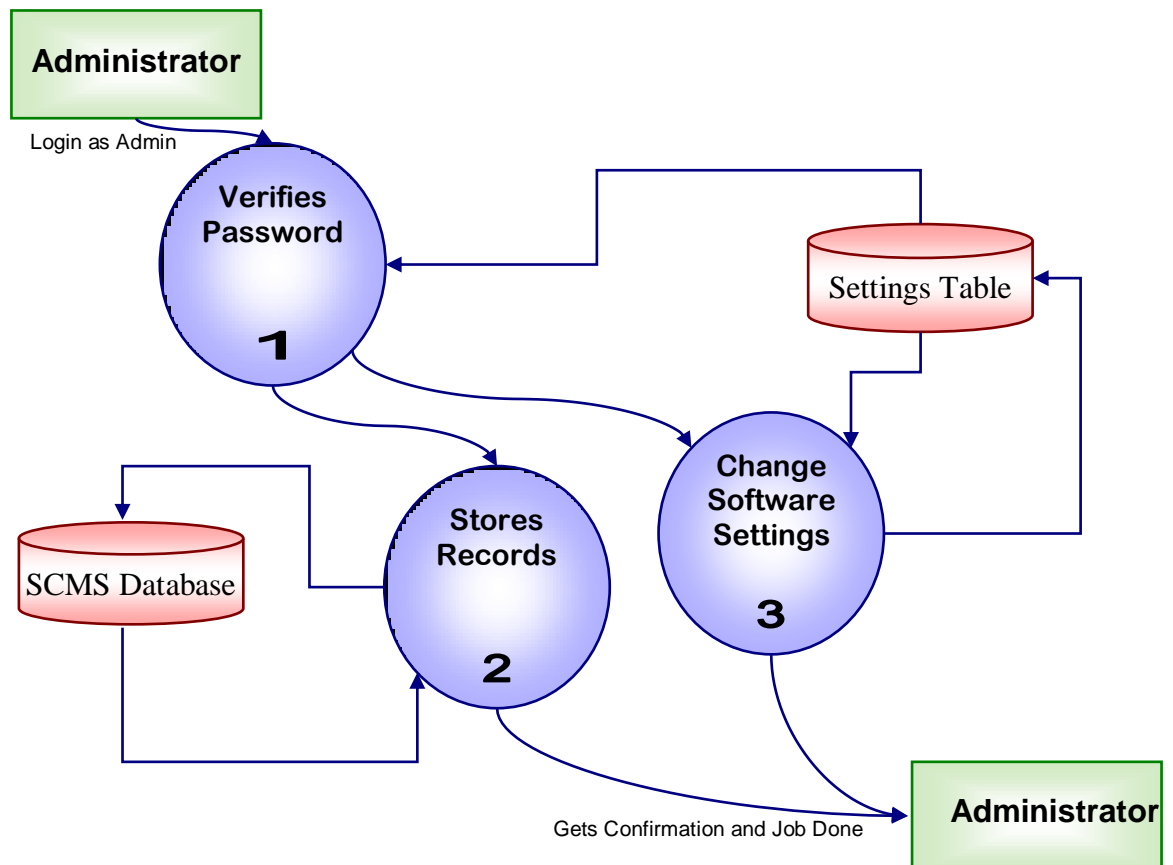 Administrator
Login as Admin
Verifies
Password
1
Settings Table
Change
Software
Settings
3
Stores
Records
2
SCMS Database
Administrator
Gets Confirmation and Job Done